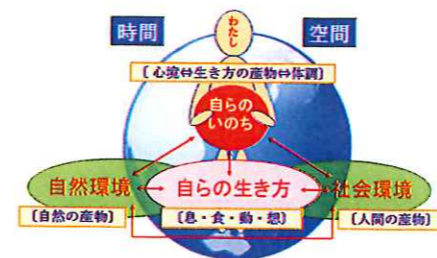 わたし
時間
空間
〔 心境⇔生き方の産物⇔体調〕
自らの
いのち
自然環境
自らの生き方
社会環境
〔自然の産物〕
〔息・食・動・想〕
〔人間の産物〕